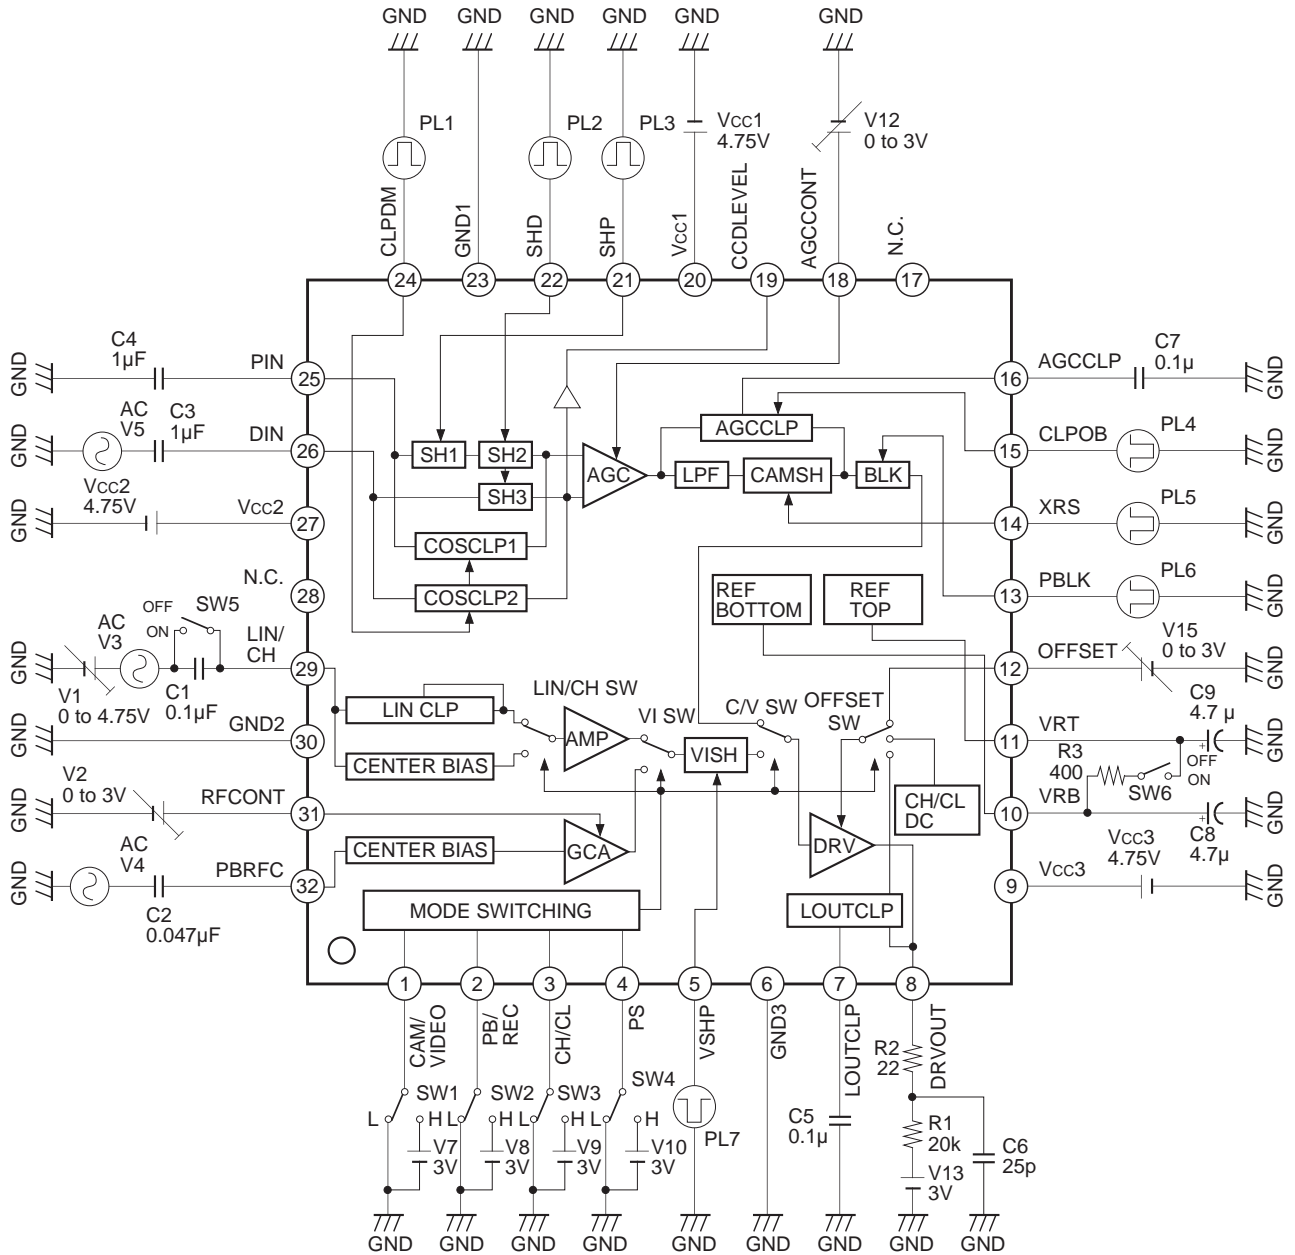 GND GND GND GND GND GND
PL1 PL2 PL3 Vcc1 V12
4.75V 0 to 3V
CLPDM GND1 SHD SHP Vcc1 CCDLEVEL AGCCONT N.C.
24 23 22 21 20 19 18 17
GND C4 PIN 25
1µF
GND AC C3 DIN 26
V5 1µF
GND Vcc2 Vcc2 27
4.75V
N.C. 28
GND AC OFF SW5 LIN/ 29
V3 ON CH
V1 C1
0 to 4.75V 0.1µF
GND GND2 30
GND V2 RFCONT 31
0 to 3V
GND AC PBRFC 32
V4
C2
0.047µF
SH1 SH2 AGC LPF CAMSH BLK
SH3
AGCCLP
COSCLP1
COSCLP2
REF
BOTTOM
REF
TOP
LIN CLP LIN/CH SW
CENTER BIAS AMP VI SW VISH C/V SW OFFSET
SW
CH/CL
DC
CENTER BIAS GCA DRV
MODE SWITCHING LOUTCLP
16 AGCCLP C7 GND
0.1µ
15 CLPOB PL4 GND
14 XRS PL5 GND
13 PBLK PL6 GND
12 OFFSET V15 GND
0 to 3V
11 VRT C9 GND
4.7 µ
+
R3 OFF
400 SW6 ON
10 VRB + C8 GND
4.7µ
9 Vcc3 Vcc3 GND
4.75V
1 2 3 4 5 6 7 8
CAM/
VIDEO
PB/
REC
CH/CL PS VSHP GND3 LOUTCLP DRVOUT
SW1 SW2 SW3 SW4
L H L H L H L H
V7 V8 V9 V10
3V 3V 3V 3V
PL7
C5
0.1µ
R2
22
R1
20k
V13
3V
C6
25p
GND GND GND GND GND GND GND GND GND